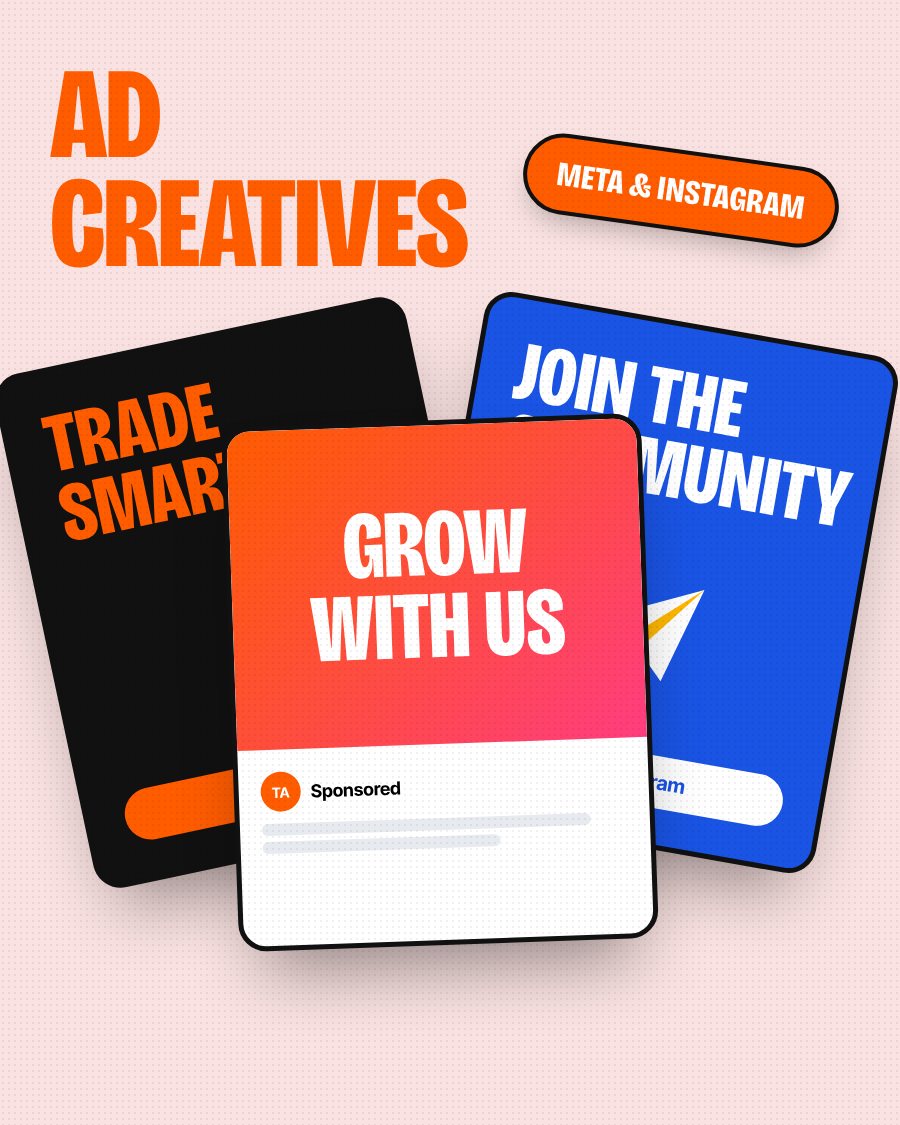 AD
CREATIVES
META & INSTAGRAM
TRADE
JOIN THE
GROW
WITH US
TA
Sponsored